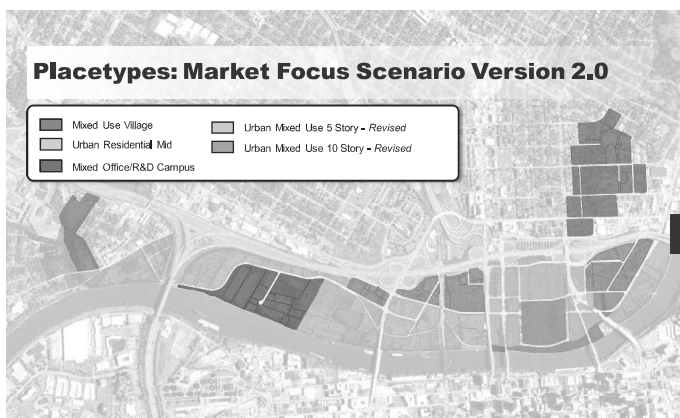 Placetypes: Market Focus Scenario Version 2.0
Mixed Use Village
Urban Residential Mid
Mixed Office/R&D Campus
Urban Mixed Use 5 Story - Revised
Urban Mixed Use 10 Story - Revised